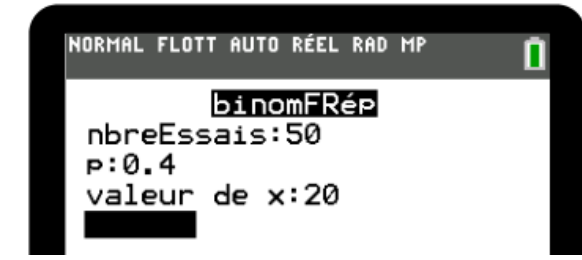 NORMAL FLOTT AUTO RÉEL RAD MP
binomFRép
nbreEssais:50
p:0.4
valeur de x:20